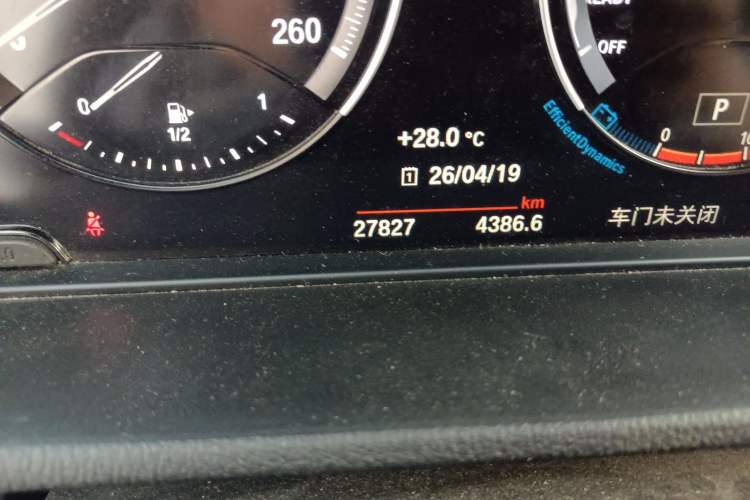 260
READY
OFF
0
1
1/2
P
EfficientDynamics
0
+28.0 °C
1 26/04/19
km
27827 4386.6
车门未关闭